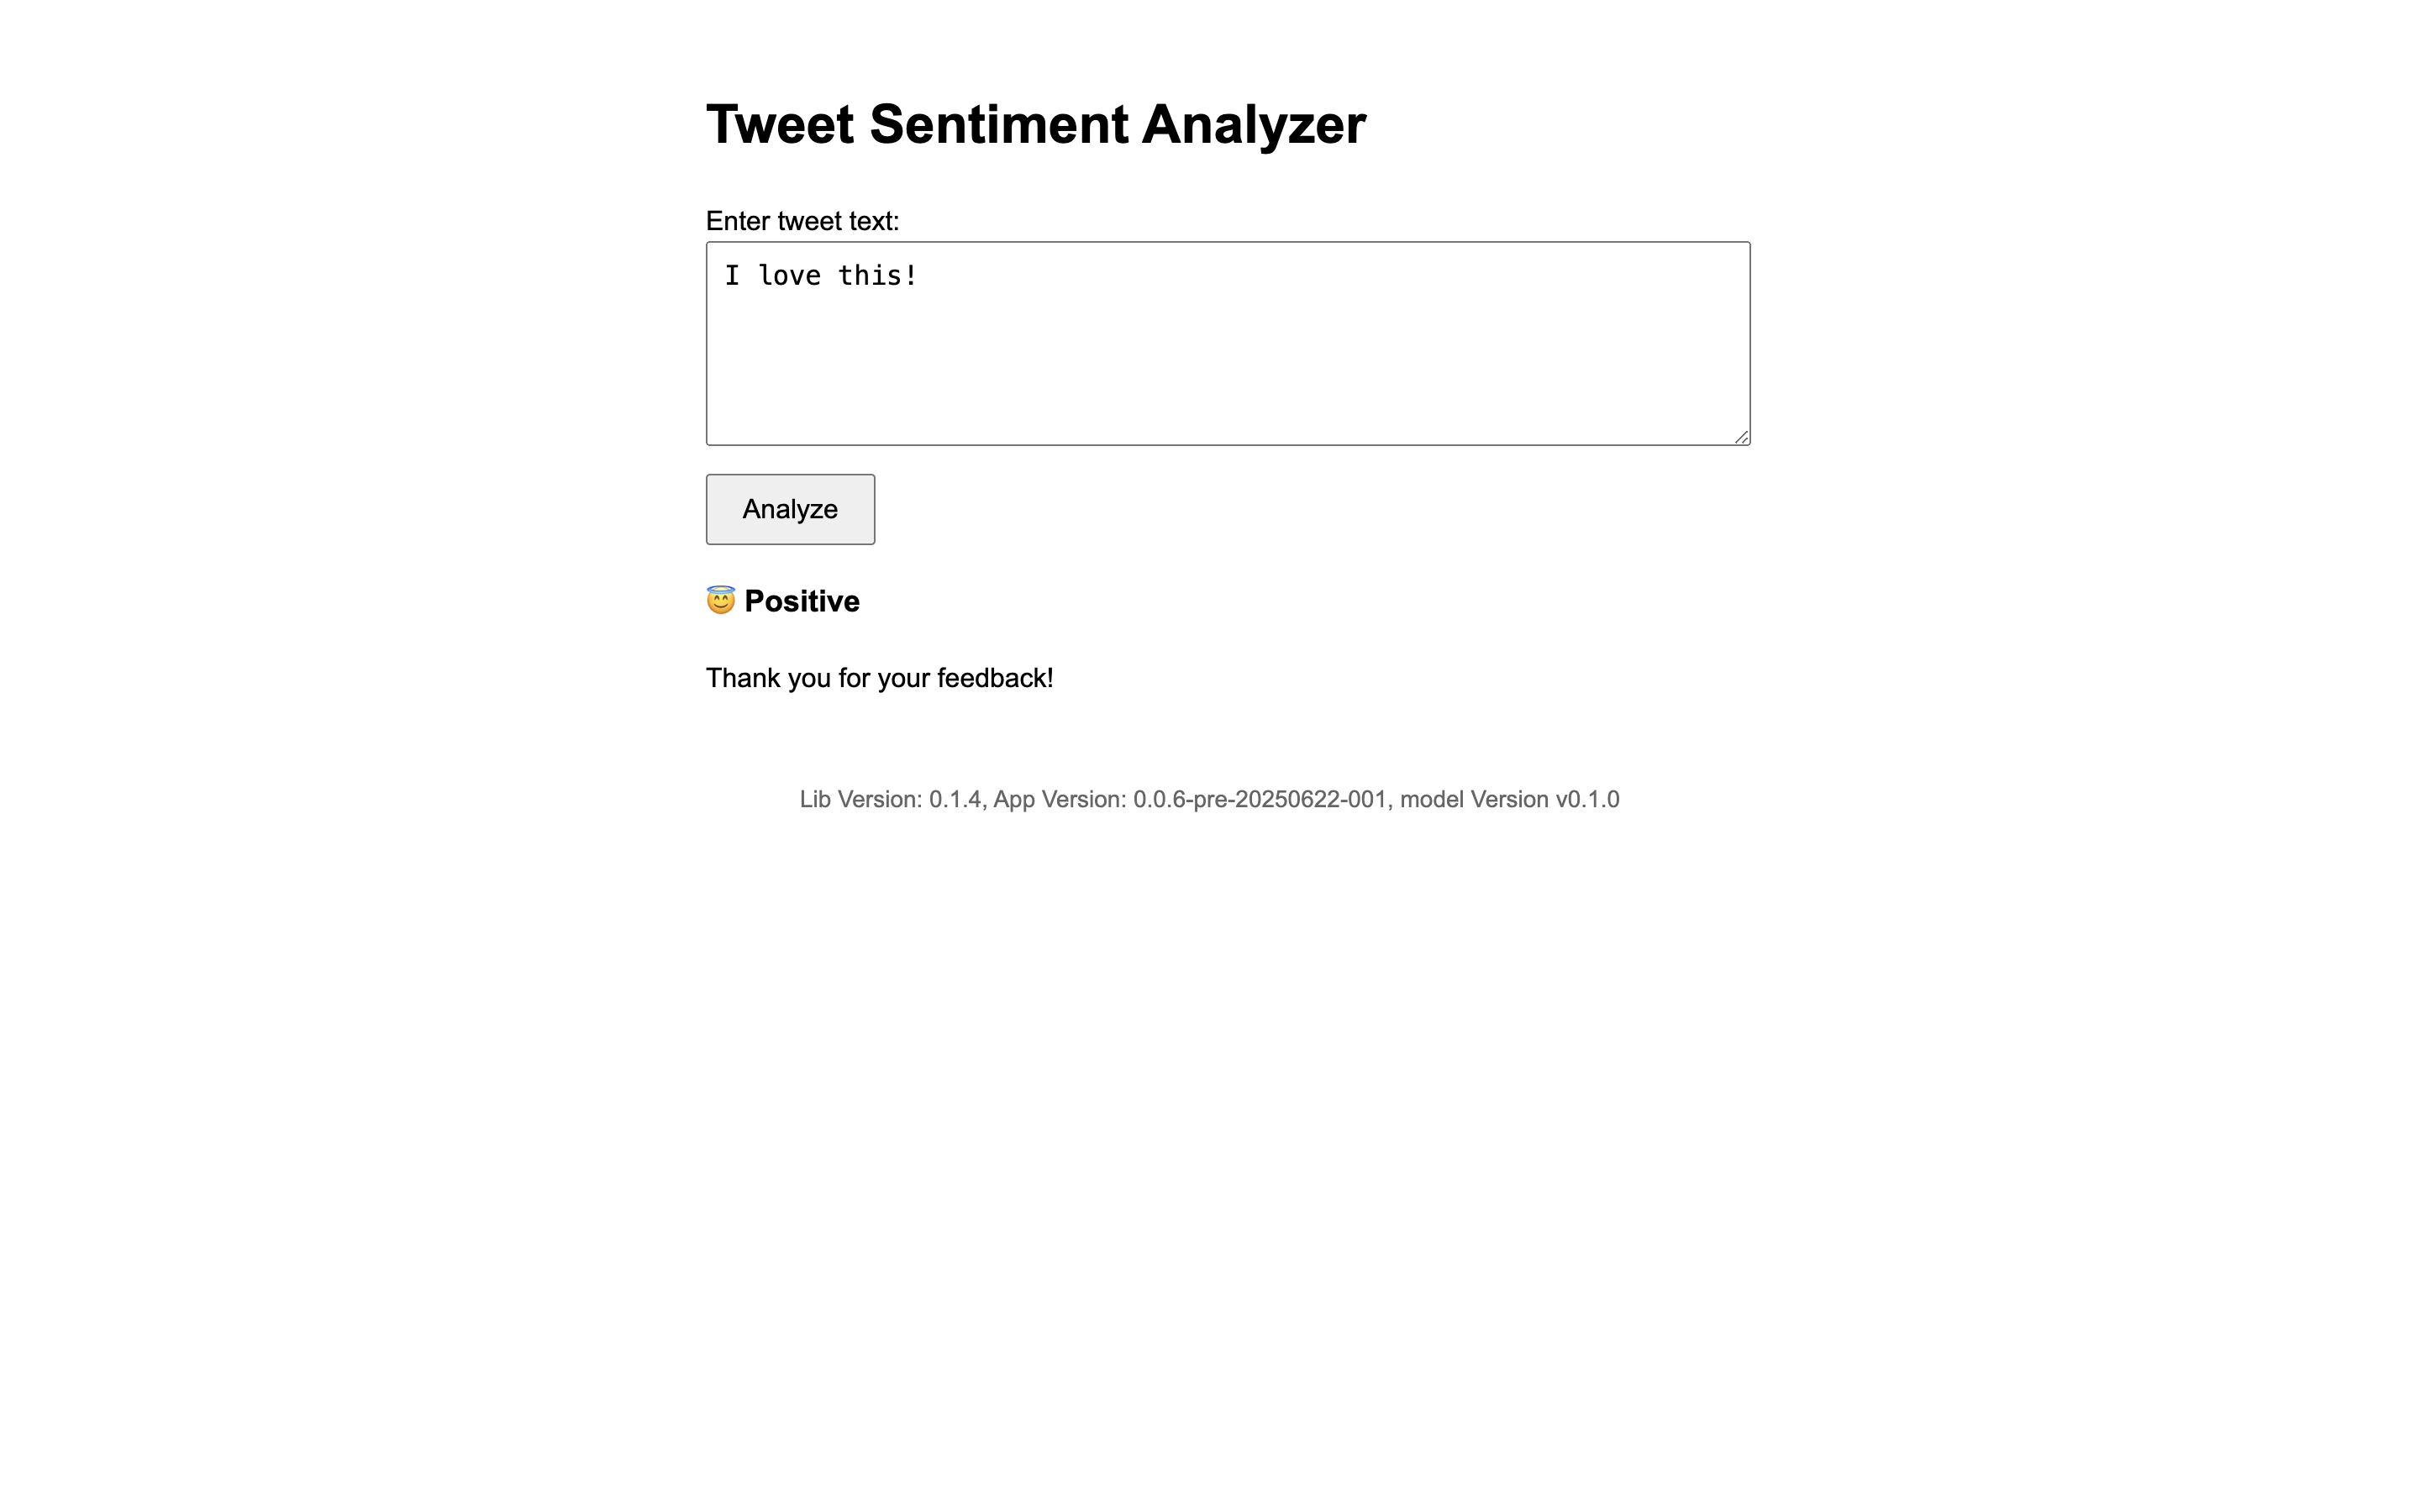 Tweet Sentiment Analyzer
Enter tweet text:
I love this!
Analyze
😇 Positive
Thank you for your feedback!
Lib Version: 0.1.4, App Version: 0.0.6-pre-20250622-001, model Version v0.1.0